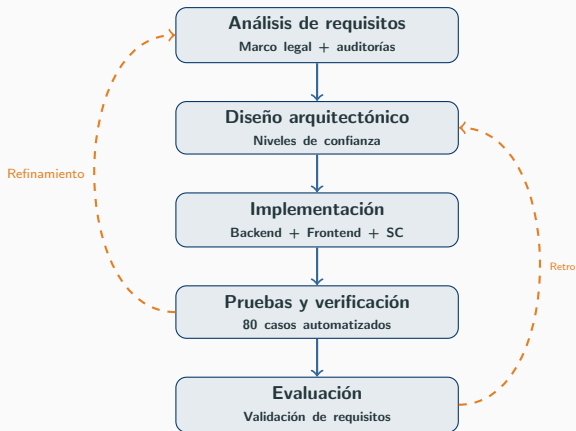 Análisis de requisitos
Marco legal + auditorías
Diseño arquitectónico
Niveles de confianza
Refinamiento
Implementación
Backend + Frontend + SC
Retro
Pruebas y verificación
80 casos automatizados
Evaluación
Validación de requisitos